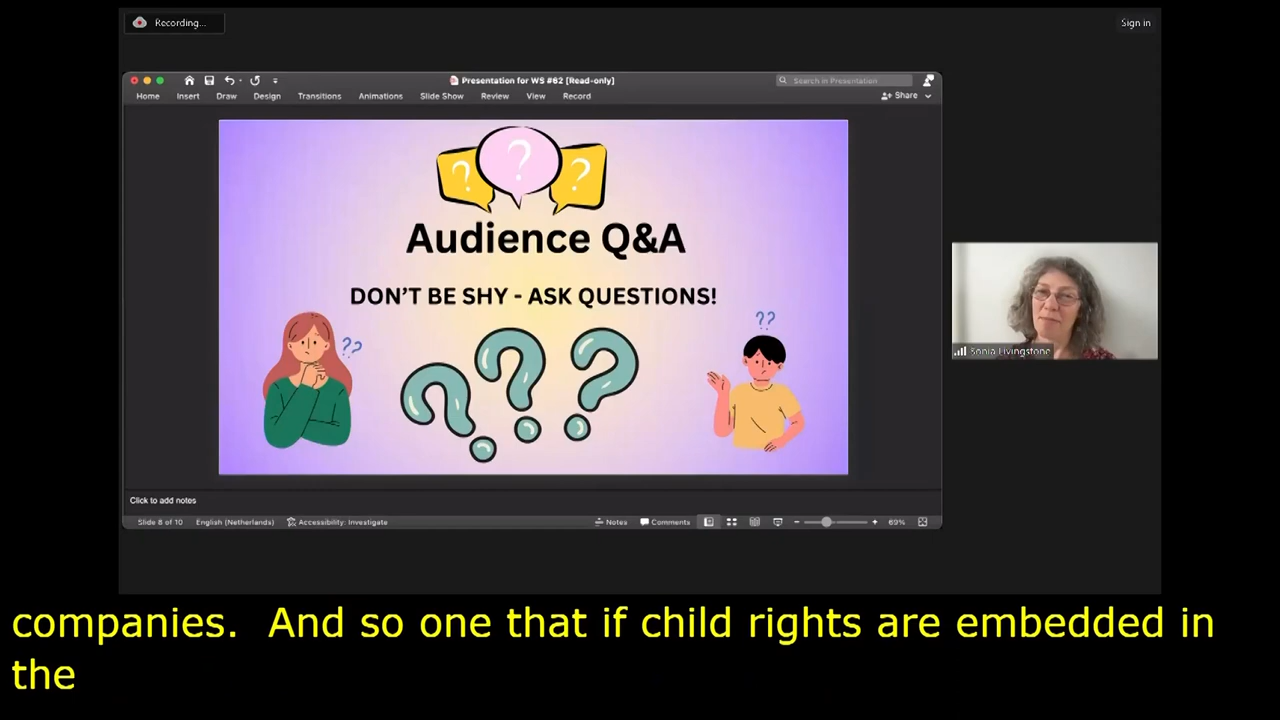 Recording...
Sign in
Presentation for WS #82 [Read-only]
Search in Presentation
Home Insert Draw Design Transitions Animations Slide Show Review View Record
Share
? ? ?
Audience Q&A
DON'T BE SHY - ASK QUESTIONS!
??
??
???
Sonia Livingstone
Click to add notes
Slide 8 of 10 English (Netherlands) Accessibility: Investigate Notes Comments 69%
companies.  And so one that if child rights are embedded in
the